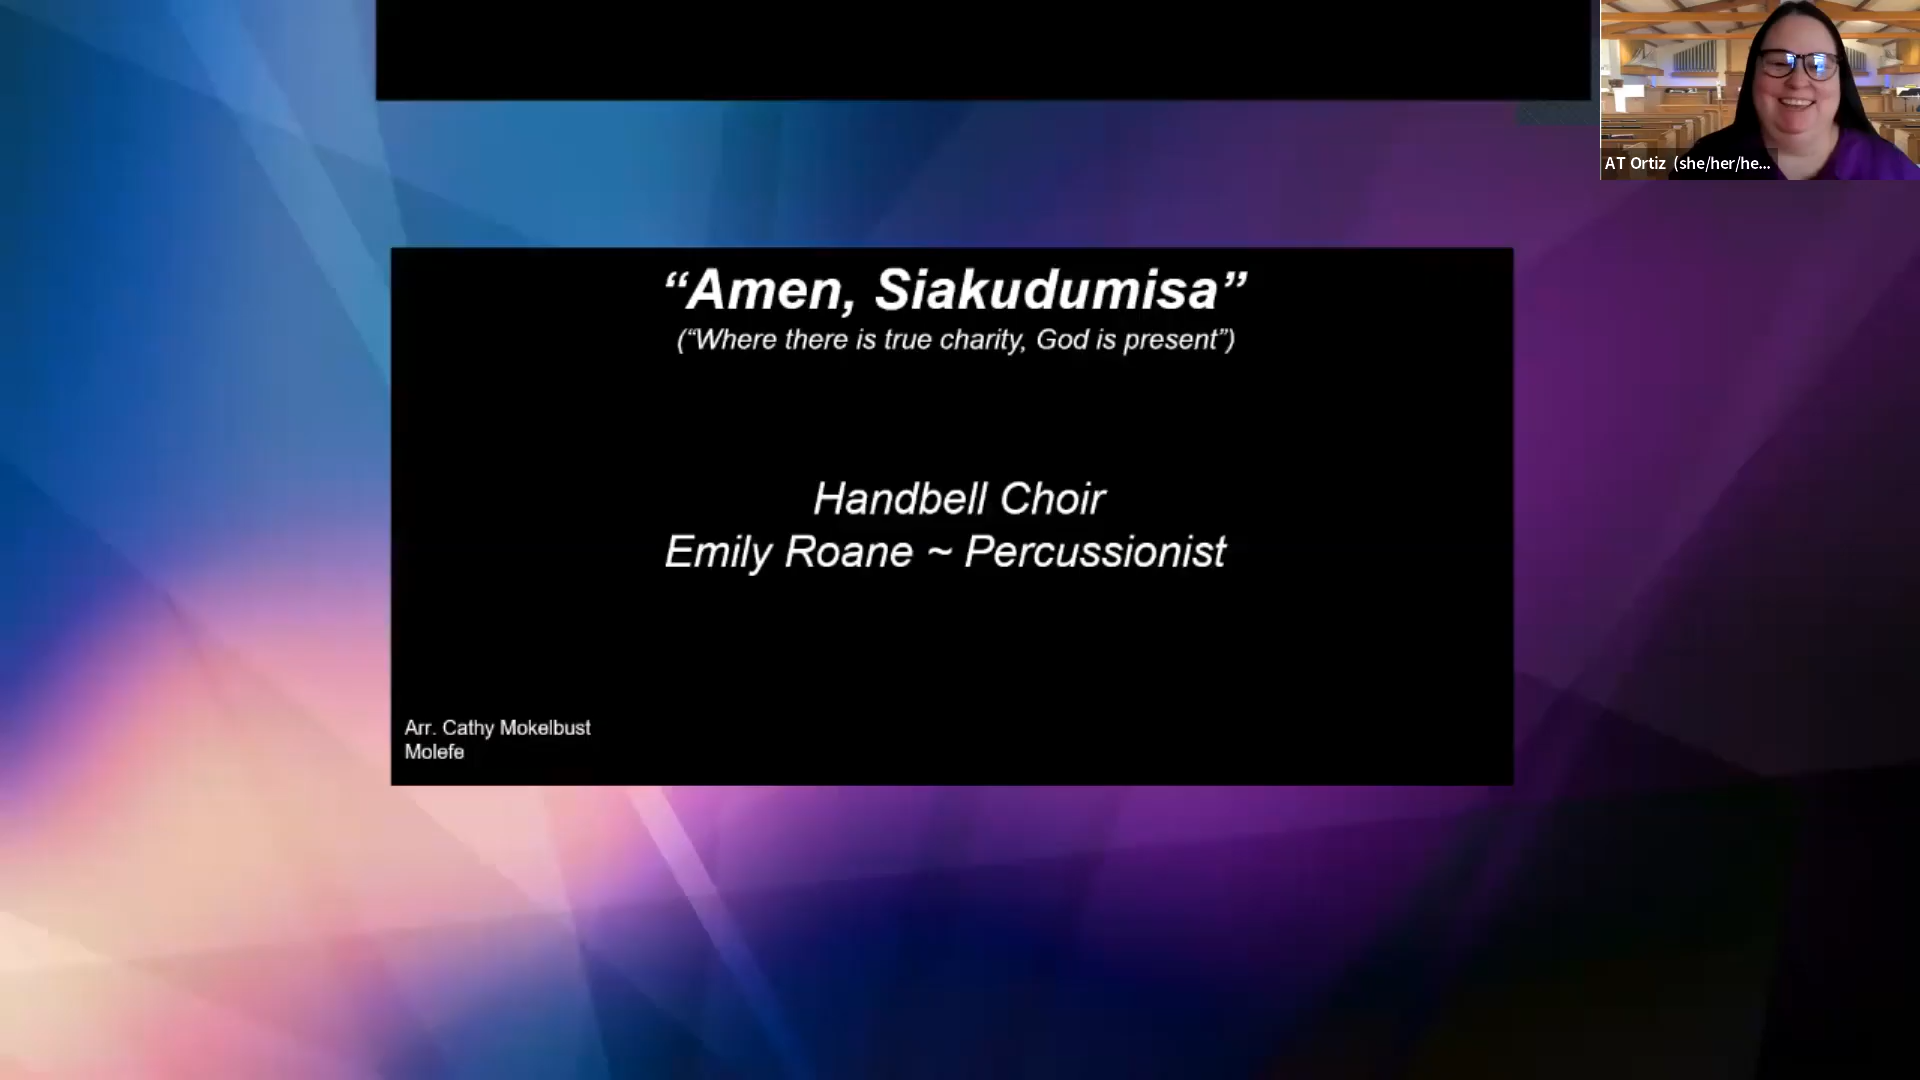 “Amen, Siakudumisa”
(“Where there is true charity, God is present”)
Handbell Choir
Emily Roane ~ Percussionist
Arr. Cathy Mokelbust
Molefe
AT Ortiz (she/her/he...